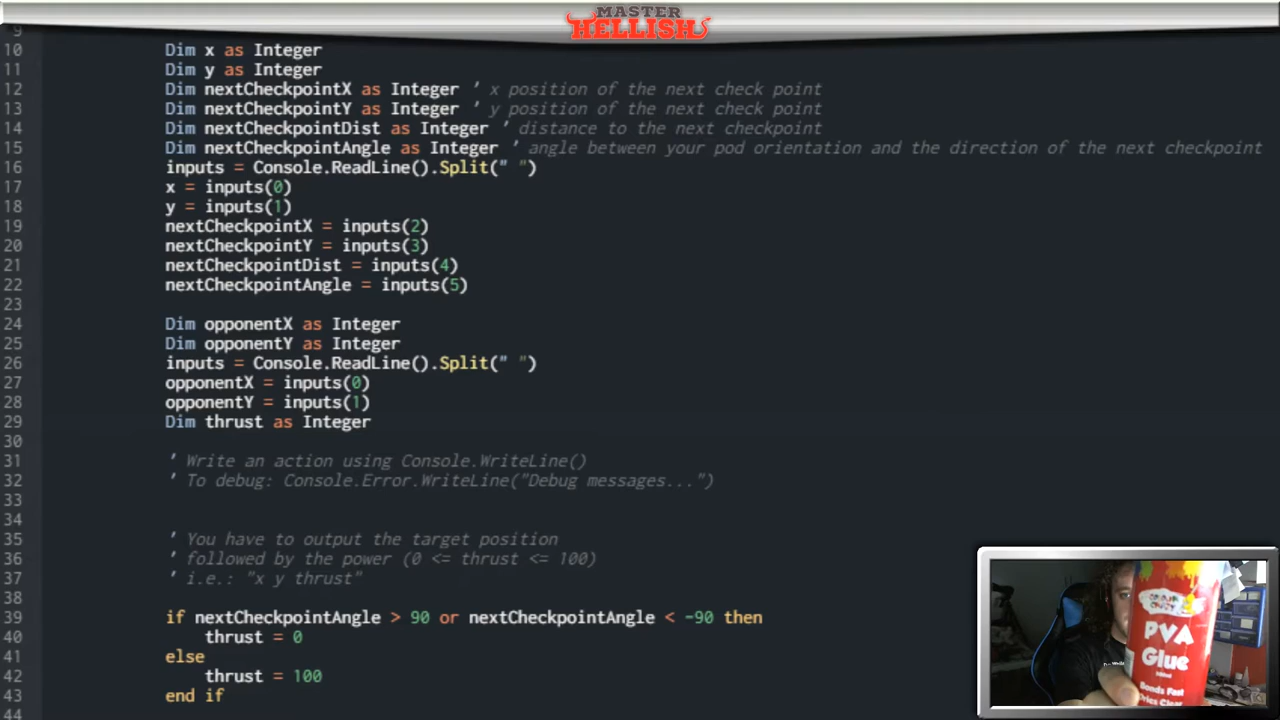 MASTER
HELLISH
9
10 Dim x as Integer
11 Dim y as Integer
12 Dim nextCheckpointX as Integer ' x position of the next check point
13 Dim nextCheckpointY as Integer ' y position of the next check point
14 Dim nextCheckpointDist as Integer ' distance to the next checkpoint
15 Dim nextCheckpointAngle as Integer ' angle between your pod orientation and the direction of the next checkpoint
16 inputs = Console.ReadLine().Split(" ")
17 x = inputs(0)
18 y = inputs(1)
19 nextCheckpointX = inputs(2)
20 nextCheckpointY = inputs(3)
21 nextCheckpointDist = inputs(4)
22 nextCheckpointAngle = inputs(5)
23
24 Dim opponentX as Integer
25 Dim opponentY as Integer
26 inputs = Console.ReadLine().Split(" ")
27 opponentX = inputs(0)
28 opponentY = inputs(1)
29 Dim thrust as Integer
30
31 ' Write an action using Console.WriteLine()
32 ' To debug: Console.Error.WriteLine("Debug messages...")
33
34
35 ' You have to output the target position
36 ' followed by the power (0 <= thrust <= 100)
37 ' i.e.: "x y thrust"
38
39 if nextCheckpointAngle > 90 or nextCheckpointAngle < -90 then
40 thrust = 0
41 else
42 thrust = 100
43 end if
44
PVA
Glue
Bonds Fast
Dries Clear